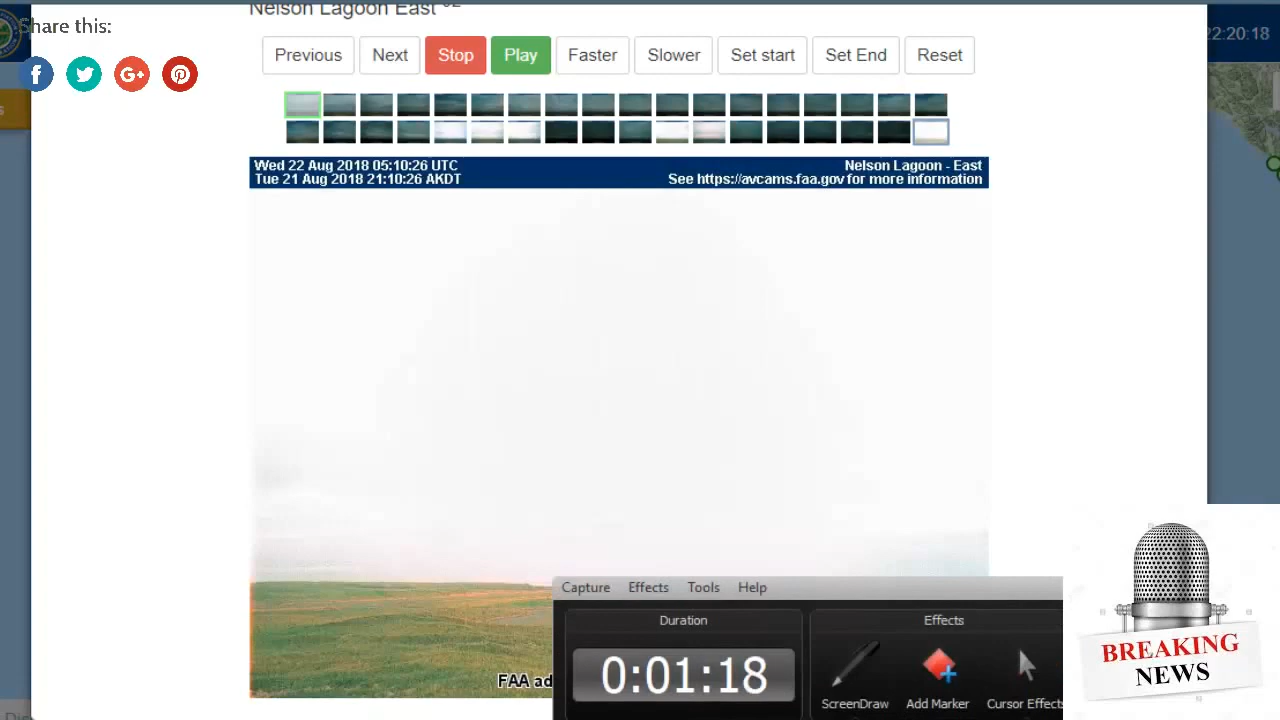 Nelson Lagoon East
Share this:
22:20:18
Previous Next Stop Play Faster Slower Set start Set End Reset
Wed 22 Aug 2018 05:10:26 UTC
Nelson Lagoon - East
Tue 21 Aug 2018 21:10:26 AKDT
See https://avcams.faa.gov for more information
Capture Effects Tools Help
Duration
Effects
0:01:18
FAA ad
ScreenDraw
Add Marker
Cursor Effects
BREAKING
NEWS